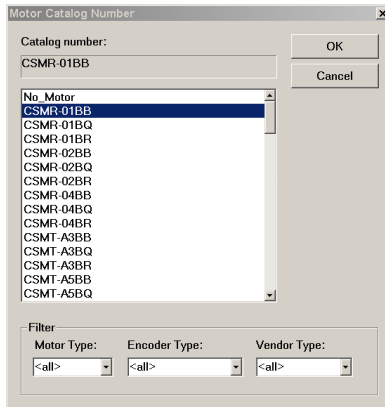 Motor Catalog Number
Catalog number:
CSMR-01BB
OK
Cancel
No_Motor
CSMR-01BB
CSMR-01BQ
CSMR-01BR
CSMR-02BB
CSMR-02BQ
CSMR-02BR
CSMR-04BB
CSMR-04BQ
CSMR-04BR
CSMT-A3BB
CSMT-A3BQ
CSMT-A3BR
CSMT-A5BB
CSMT-A5BQ
Filter
Motor Type: Encoder Type: Vendor Type:
<all> <all> <all>